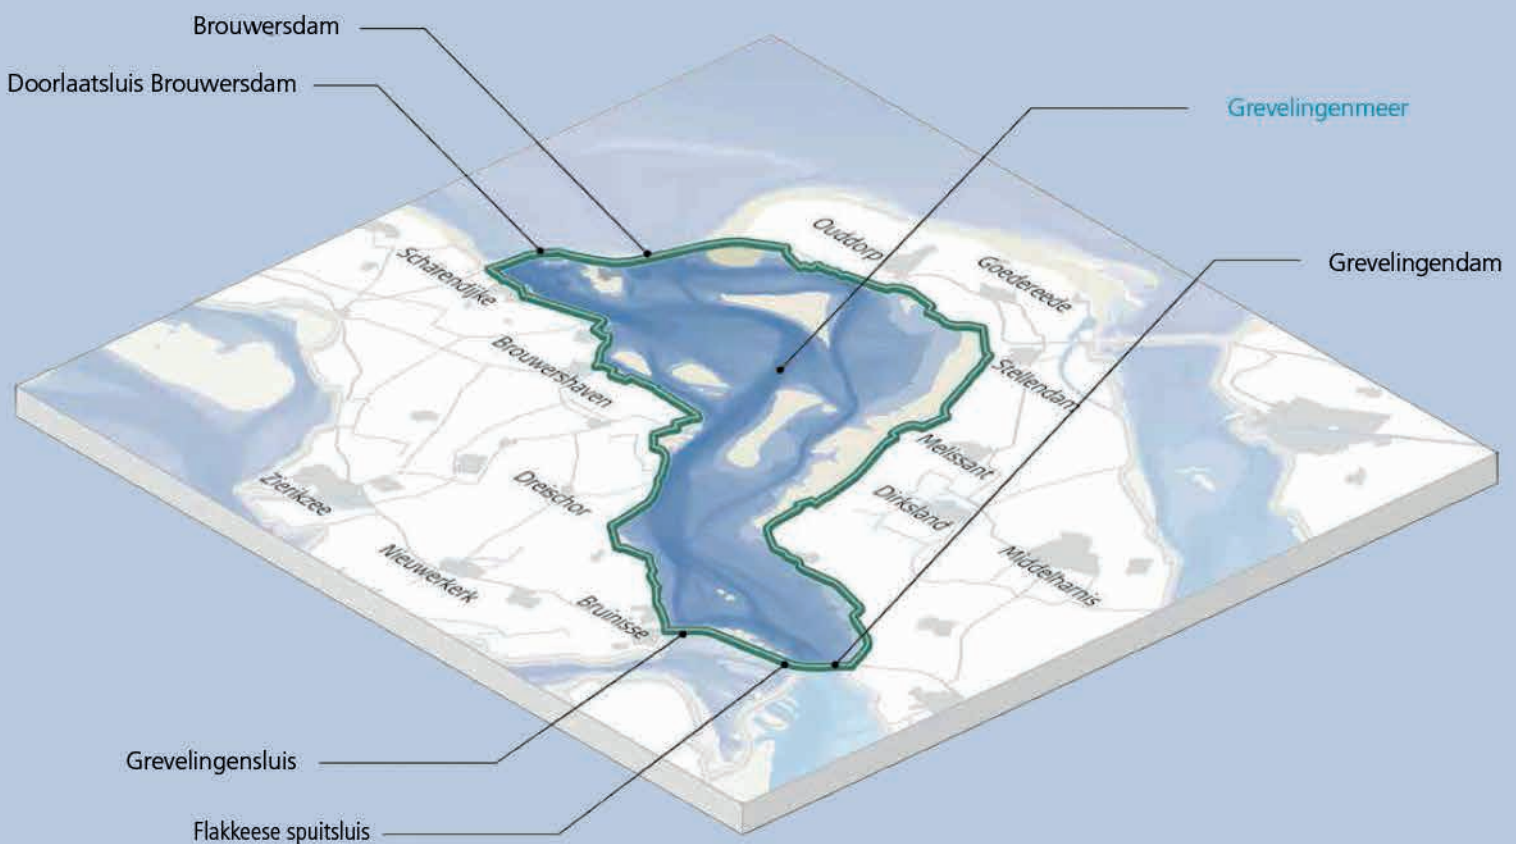 Brouwersdam
Doorlaatsluis Brouwersdam
Grevelingenmeer
Grevelingendam
Ouddorp
Goedereede
Scharendijke
Brouwershaven
Stellendam
Melissant
Dirksland
Zierikzee
Dreischor
Middelharnis
Nieuwerkerk
Bruinisse
Grevelingensluis
Flakkeese spuitsluis